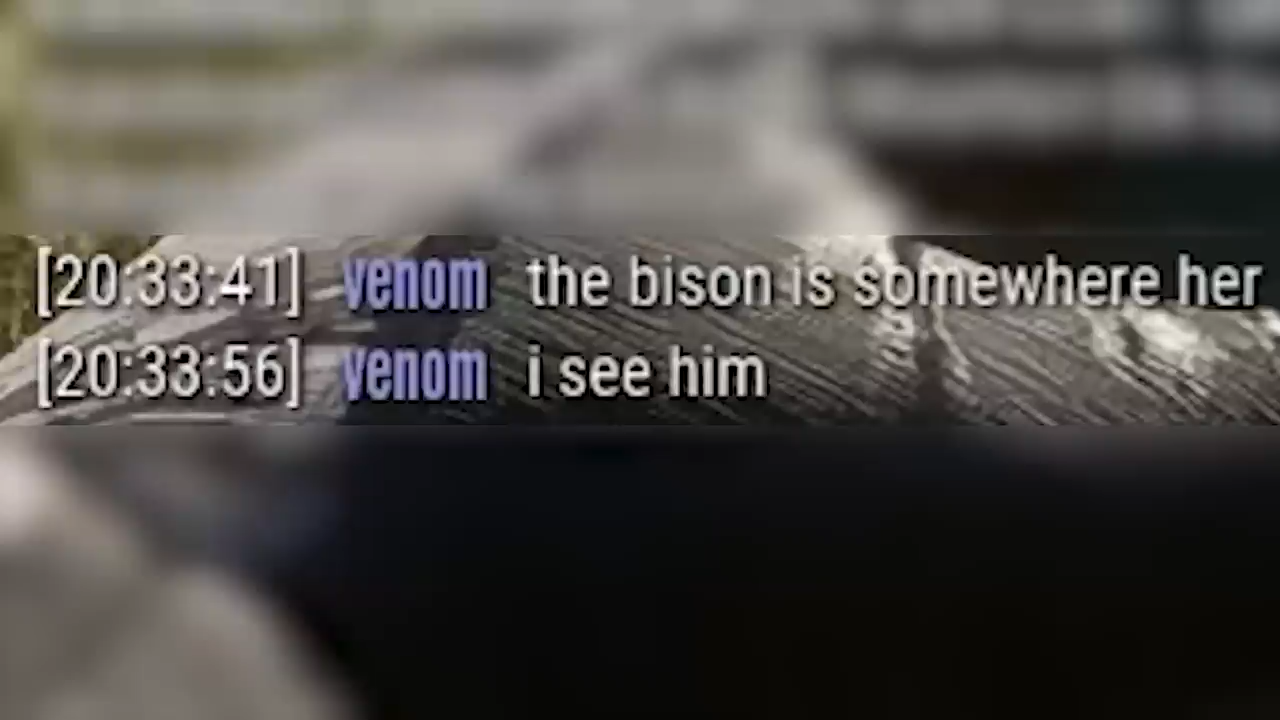 [20:33:41] venom the bison is somewhere her
[20:33:56] venom i see him